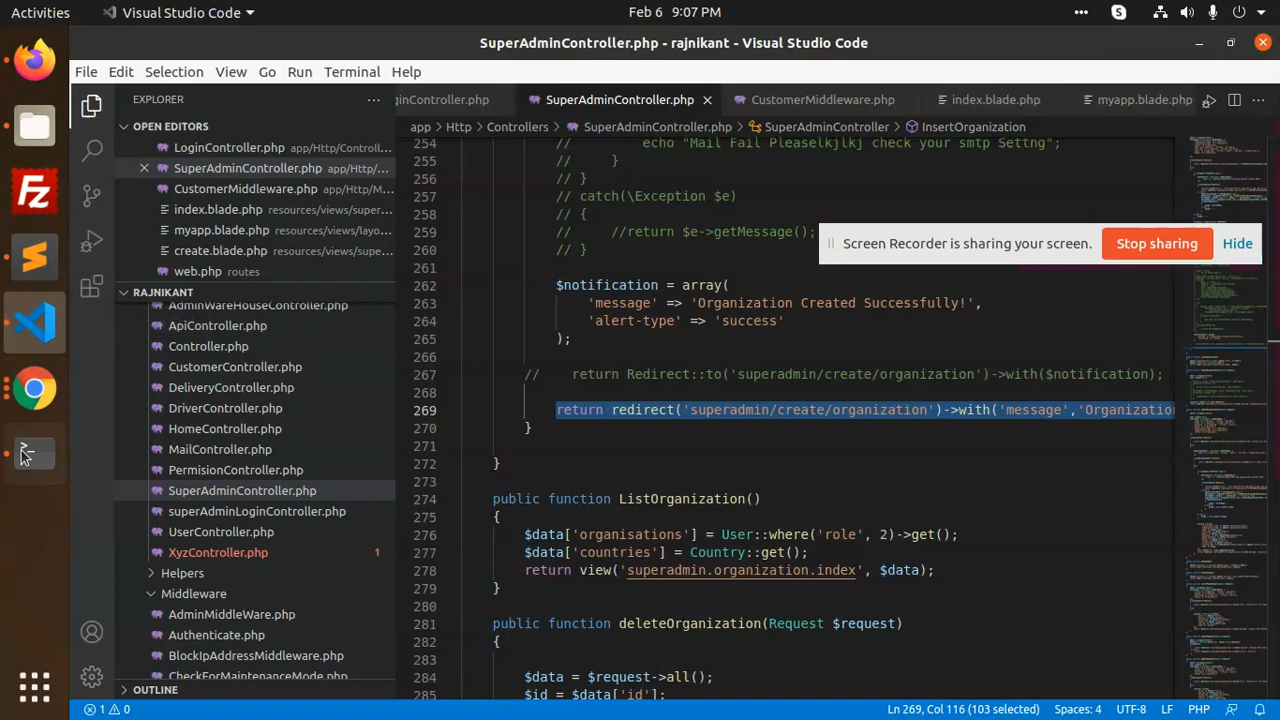 Activities
Visual Studio Code
Feb 6 9:07 PM
SuperAdminController.php - rajnikant - Visual Studio Code
File Edit Selection View Go Run Terminal Help
EXPLORER
ginController.php
SuperAdminController.php
CustomerMiddleware.php
index.blade.php
myapp.blade.php
OPEN EDITORS
app > Http > Controllers > SuperAdminController.php > SuperAdminController > InsertOrganization
LoginController.php app/Http/Controll...
SuperAdminController.php app/Http/...
CustomerMiddleware.php app/Http/M...
index.blade.php resources/views/super...
myapp.blade.php resources/views/layo...
create.blade.php resources/views/supe...
web.php routes
RAJNIKANT
AdminWareHouseController.php
ApiController.php
Controller.php
CustomerController.php
DeliveryController.php
DriverController.php
HomeController.php
MailController.php
PermisionController.php
SuperAdminController.php
superAdminLoginController.php
UserController.php
XyzController.php 1
Helpers
Middleware
AdminMiddleWare.php
Authenticate.php
BlockIpAddressMiddleware.php
CheckForMaintenanceMode.php
OUTLINE
254 // echo "Mail Fail Pleaselkjlkj check your smtp Settng";
255 // }
256 // }
257 // catch(\Exception $e)
258 // {
259 // //return $e->getMessage();
260 // }
261
262 $notification = array(
263 'message' => 'Organization Created Successfully!',
264 'alert-type' => 'success'
265 );
266
267 // return Redirect::to('superadmin/create/organization')->with($notification);
268
269 return redirect('superadmin/create/organization')->with('message','Organization
270 }
271
272 }
273
274 public function ListOrganization()
275 {
276 $data['organisations'] = User::where('role', 2)->get();
277 $data['countries'] = Country::get();
278 return view('superadmin.organization.index', $data);
279 }
280
281 public function deleteOrganization(Request $request)
282 {
283
284 $data = $request->all();
285 $id = $data['id'];
Screen Recorder is sharing your screen.
Stop sharing
Hide
1 0
Ln 269, Col 116 (103 selected) Spaces: 4 UTF-8 LF PHP